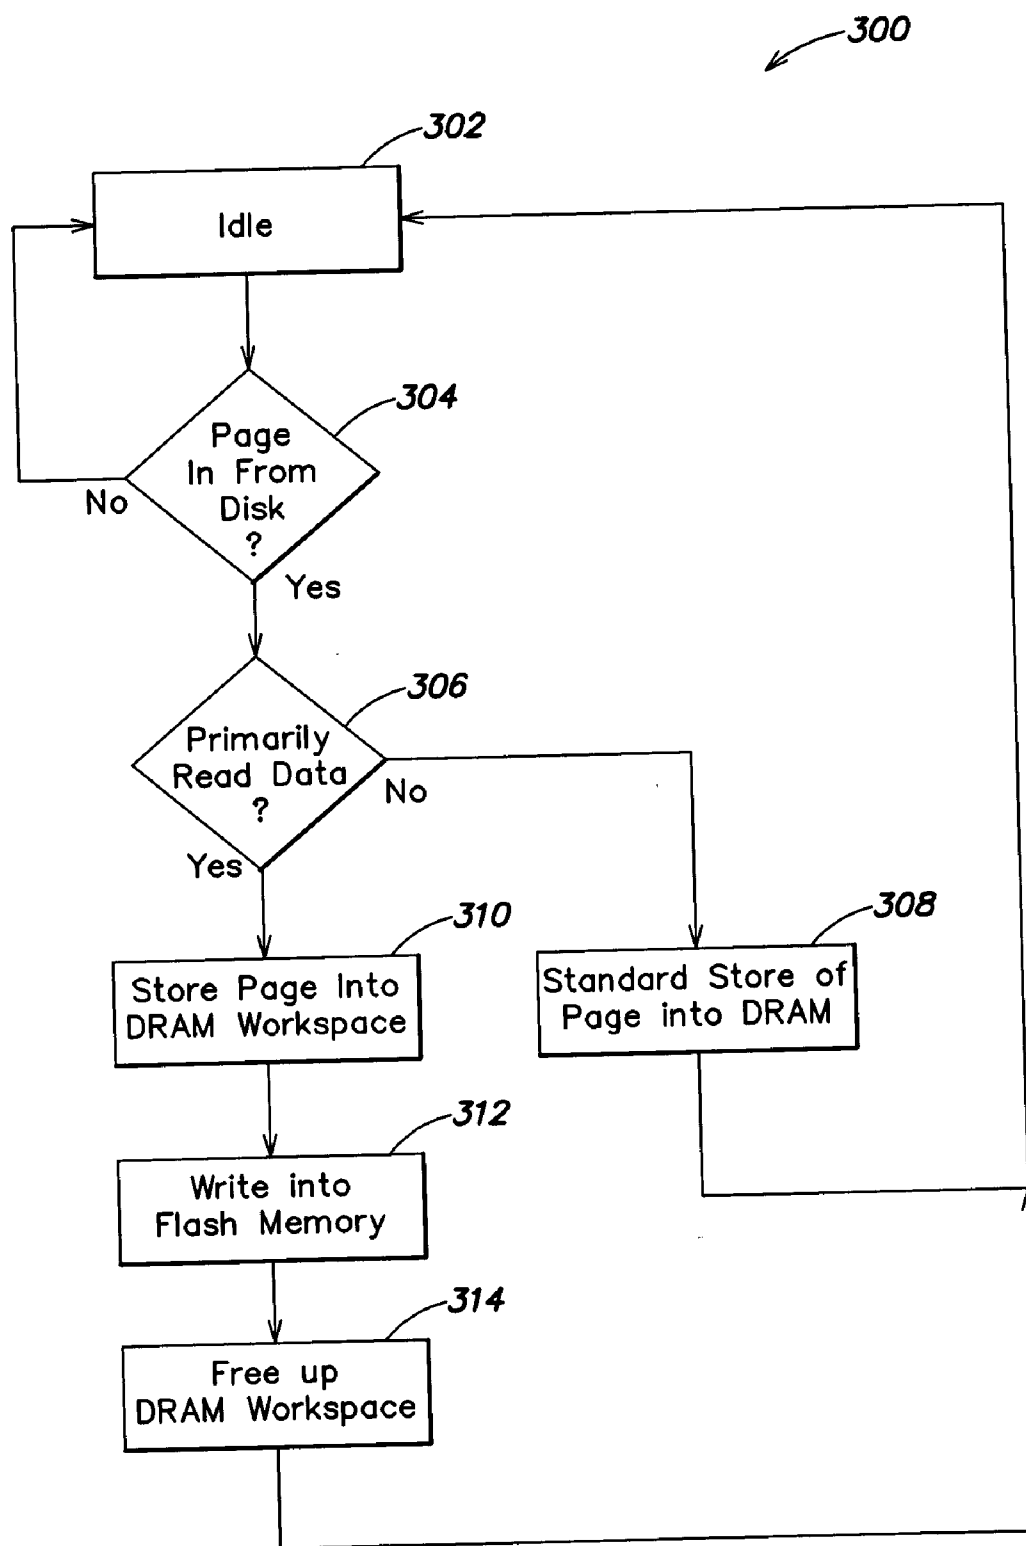 300
302
Idle
304
Page
In From
Disk
?
No
Yes
306
Primarily
Read Data
?
No
Yes
310
Store Page Into
DRAM Workspace
308
Standard Store of
Page into DRAM
312
Write into
Flash Memory
314
Free up
DRAM Workspace